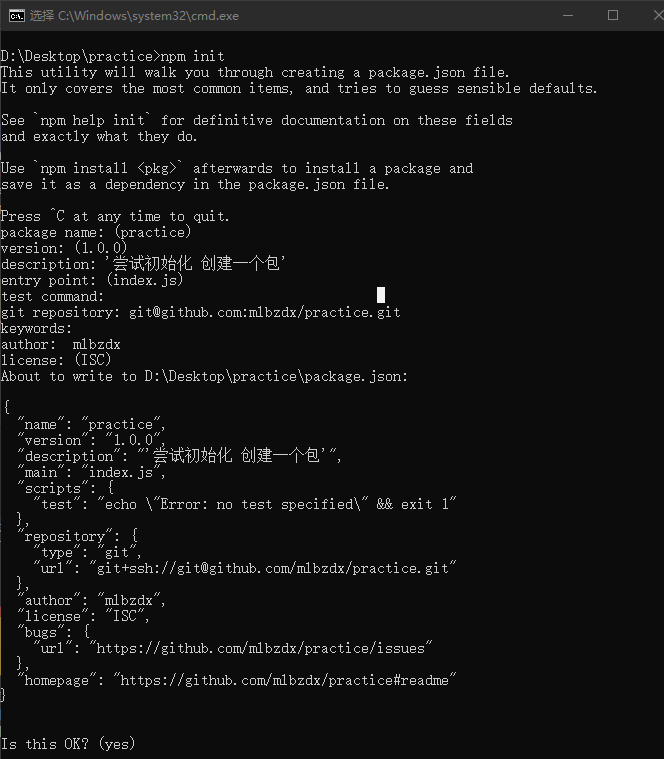 选择 C:\Windows\system32\cmd.exe
D:\Desktop\practice>npm init
This utility will walk you through creating a package.json file.
It only covers the most common items, and tries to guess sensible defaults.
See `npm help init` for definitive documentation on these fields
and exactly what they do.
Use `npm install <pkg>` afterwards to install a package and
save it as a dependency in the package.json file.
Press ^C at any time to quit.
package name: (practice)
version: (1.0.0)
description: '尝试初始化 创建一个包'
entry point: (index.js)
test command:
git repository: git@github.com:mlbzdx/practice.git
keywords:
author:  mlbzdx
license: (ISC)
About to write to D:\Desktop\practice\package.json:
{
  "name": "practice",
  "version": "1.0.0",
  "description": "'尝试初始化 创建一个包'",
  "main": "index.js",
  "scripts": {
    "test": "echo \"Error: no test specified\" && exit 1"
  },
  "repository": {
    "type": "git",
    "url": "git+ssh://git@github.com/mlbzdx/practice.git"
  },
  "author": "mlbzdx",
  "license": "ISC",
  "bugs": {
    "url": "https://github.com/mlbzdx/practice/issues"
  },
  "homepage": "https://github.com/mlbzdx/practice#readme"
}
Is this OK? (yes)